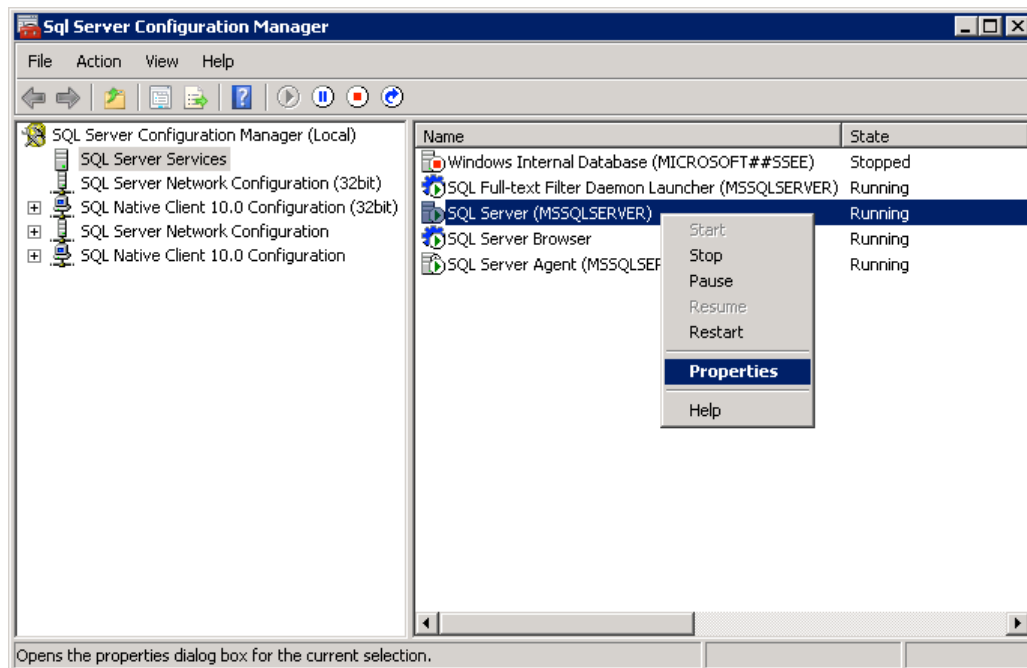 Sql Server Configuration Manager
File Action View Help
SQL Server Configuration Manager (Local)
SQL Server Services
SQL Server Network Configuration (32bit)
SQL Native Client 10.0 Configuration (32bit)
SQL Server Network Configuration
SQL Native Client 10.0 Configuration
Name State
Windows Internal Database (MICROSOFT##SSEE) Stopped
SQL Full-text Filter Daemon Launcher (MSSQLSERVER) Running
SQL Server (MSSQLSERVER) Running
SQL Server Browser Running
SQL Server Agent (MSSQLSER Running
Start
Stop
Pause
Resume
Restart
Properties
Help
Opens the properties dialog box for the current selection.